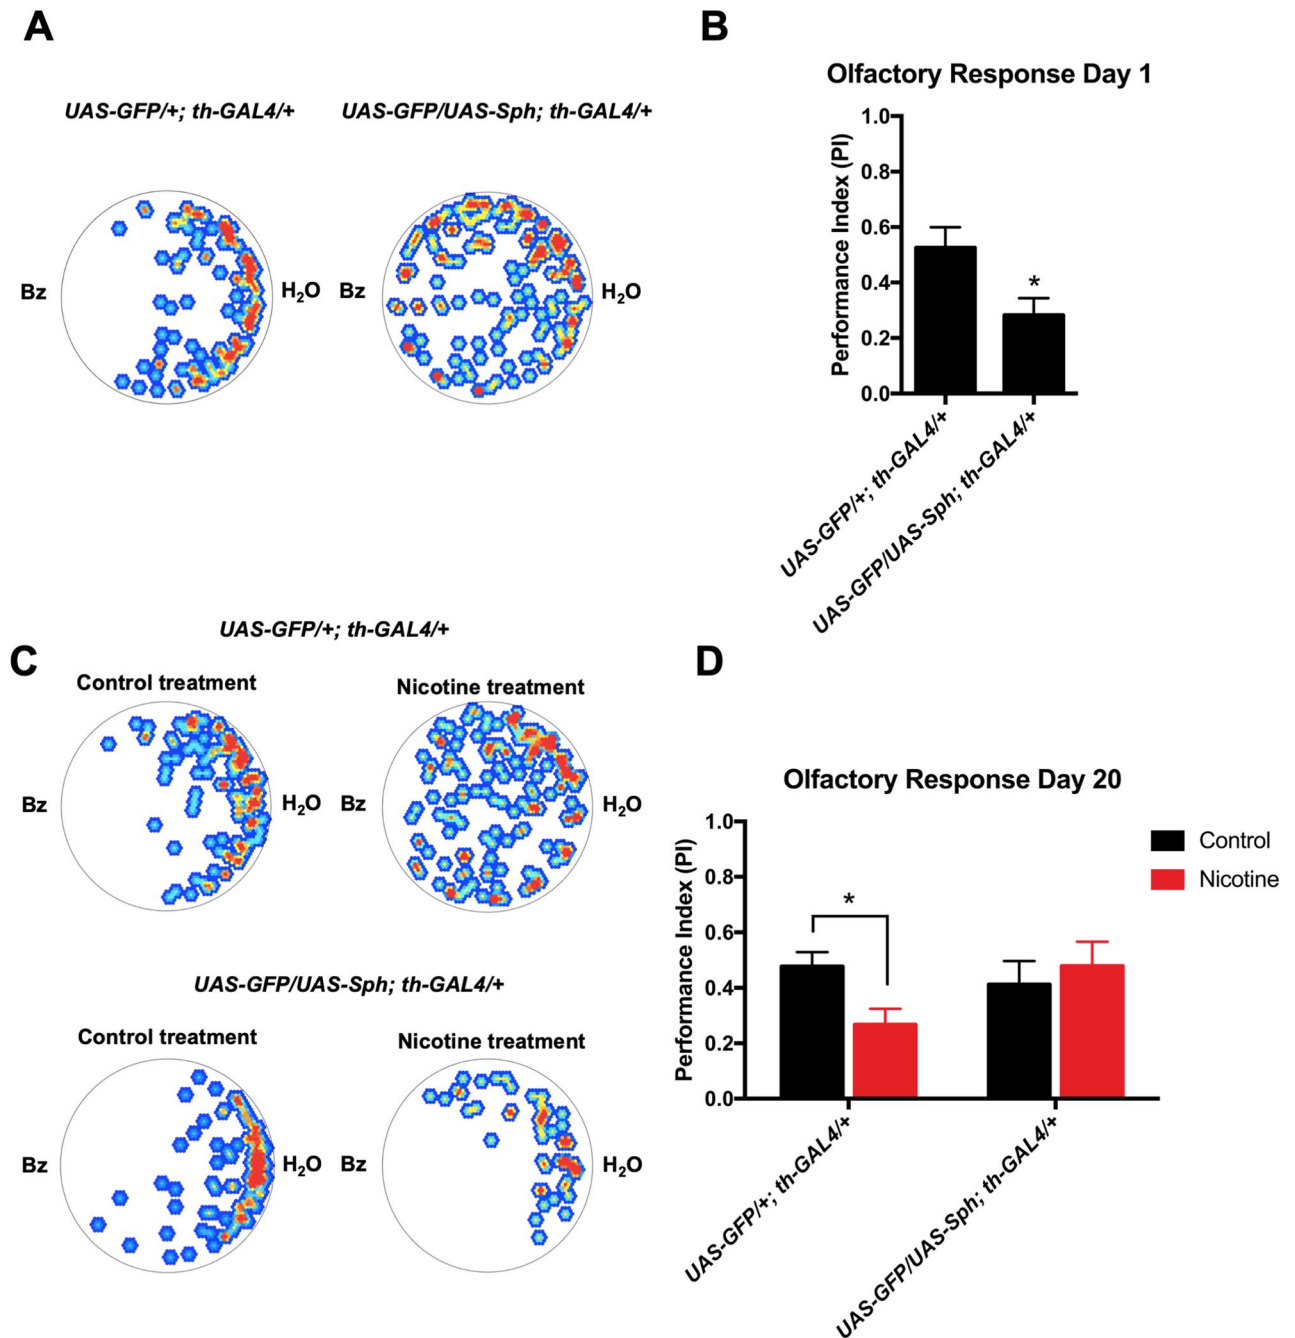 A
UAS-GFP/+; th-GAL4/+
UAS-GFP/UAS-Sph; th-GAL4/+
Bz
H₂O
Bz
H₂O
B
Olfactory Response Day 1
Performance Index (PI)
1.0
0.8
0.6
0.4
0.2
0.0
*
UAS-GFP/+; th-GAL4/+
UAS-GFP/UAS-Sph; th-GAL4/+
C
UAS-GFP/+; th-GAL4/+
Control treatment
Nicotine treatment
Bz
H₂O
Bz
H₂O
UAS-GFP/UAS-Sph; th-GAL4/+
Control treatment
Nicotine treatment
Bz
H₂O
Bz
H₂O
D
Olfactory Response Day 20
Performance Index (PI)
1.0
0.8
0.6
0.4
0.2
0.0
*
Control
Nicotine
UAS-GFP/+; th-GAL4/+
UAS-GFP/UAS-Sph; th-GAL4/+